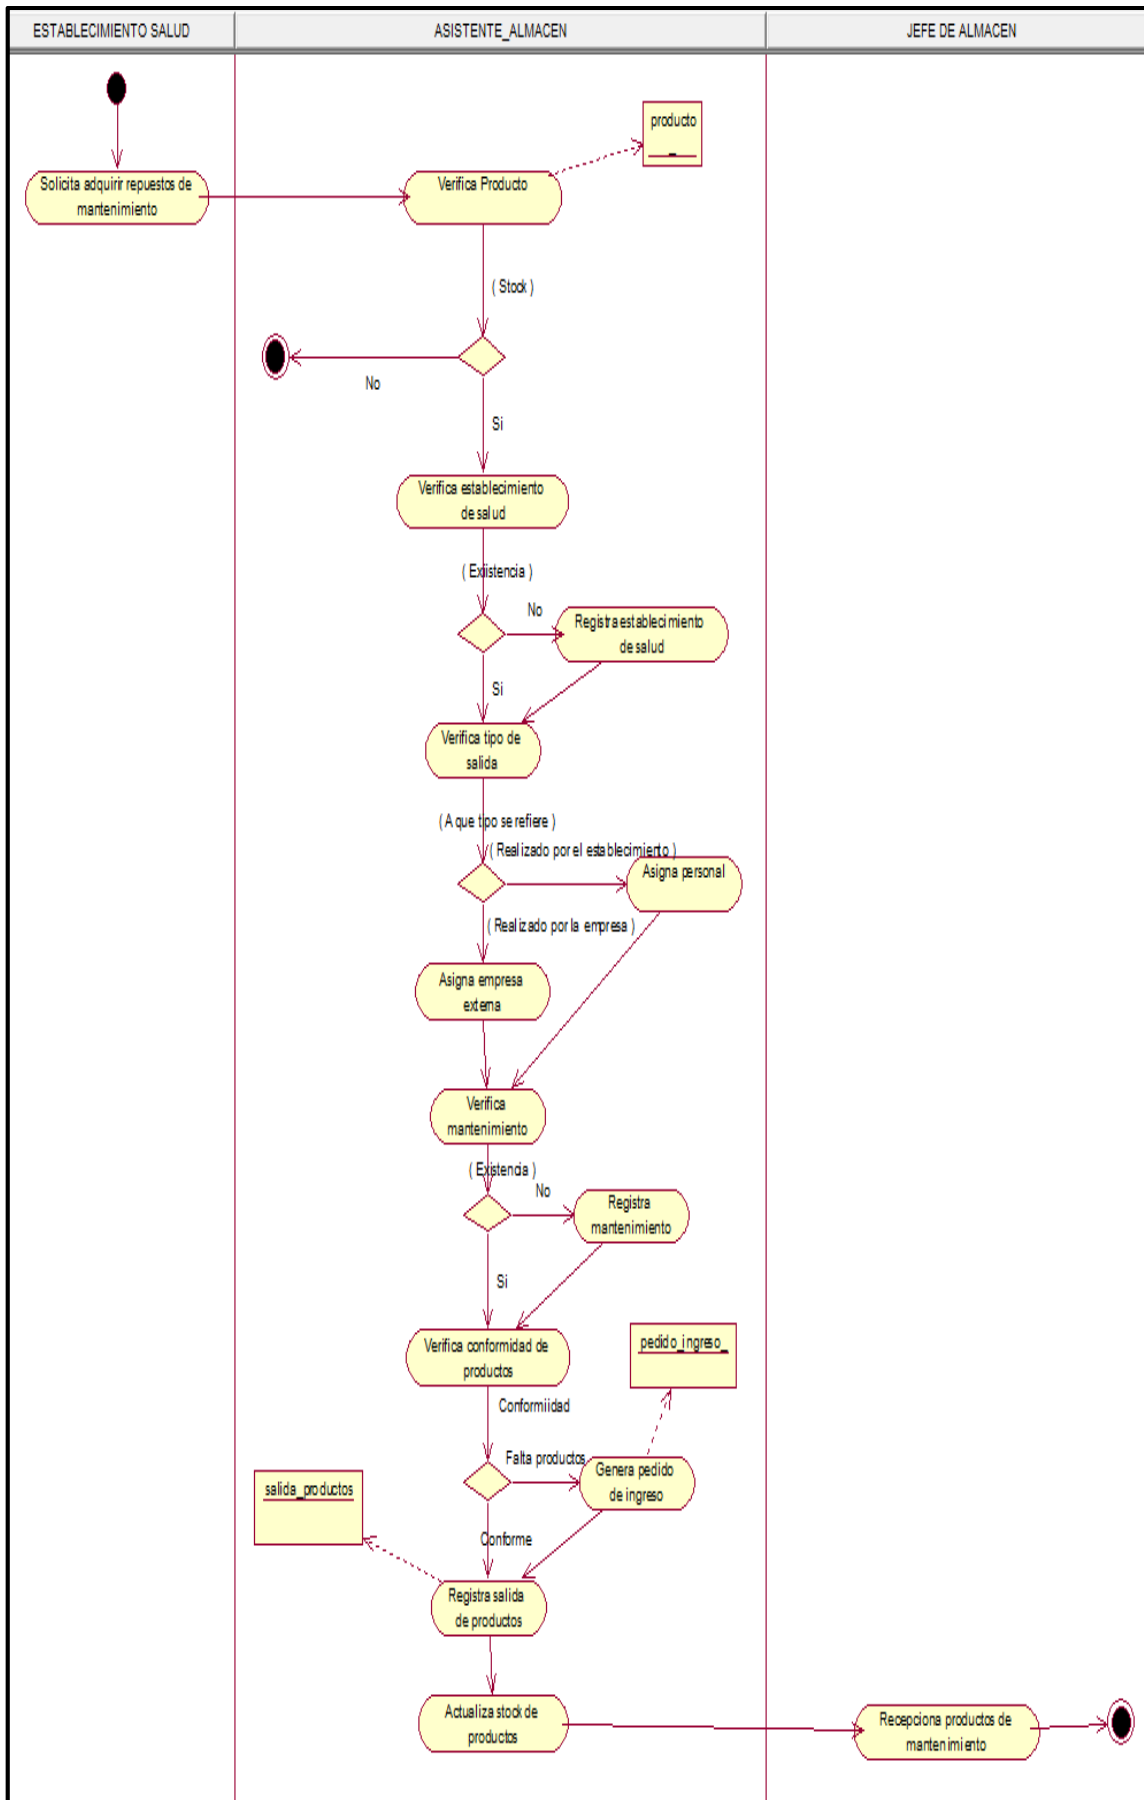 ESTABLECIMIENTO SALUD
ASISTENTE_ALMACEN
JEFE DE ALMACEN
producto
_
Solicita adquirir repuestos de
mantenimiento
Verifica Producto
( Stock )
No
Si
Verifica establecimiento
de salud
( Exiistencia )
No
Registra establecimiento
de salud
Si
Verifica tipo de
salida
( A que tipo se refiere )
( Realizado por el establecimiento )
Asigna personal
( Realizado por la empresa )
Asigna empresa
externa
Verifica
mantenimiento
( Existencia )
No
Registra
mantenimiento
Si
Verifica conformidad de
productos
pedido_ingreso_
Conformiidad
Falta productos
Genera pedido
de ingreso
salida_productos
Conforme
Registra salida
de productos
Actualiza stock de
productos
Recepciona productos de
mantenimiento